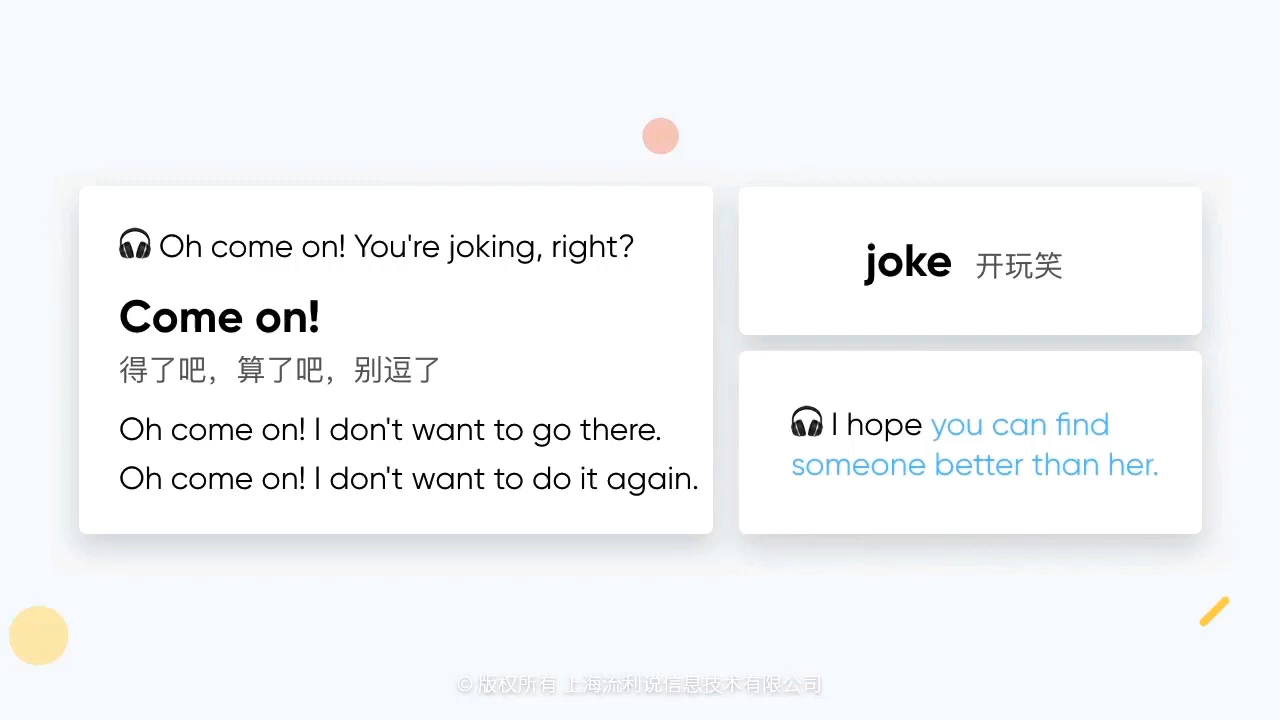 Oh come on! You're joking, right?
Come on!
得了吧，算了吧，别逗了
Oh come on! I don't want to go there.
Oh come on! I don't want to do it again.
joke 开玩笑
I hope you can find
someone better than her.
© 版权所有 上海流利说信息技术有限公司